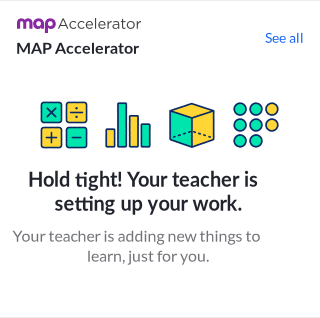 map Accelerator
MAP Accelerator
See all
Hold tight! Your teacher is
setting up your work.
Your teacher is adding new things to
learn, just for you.